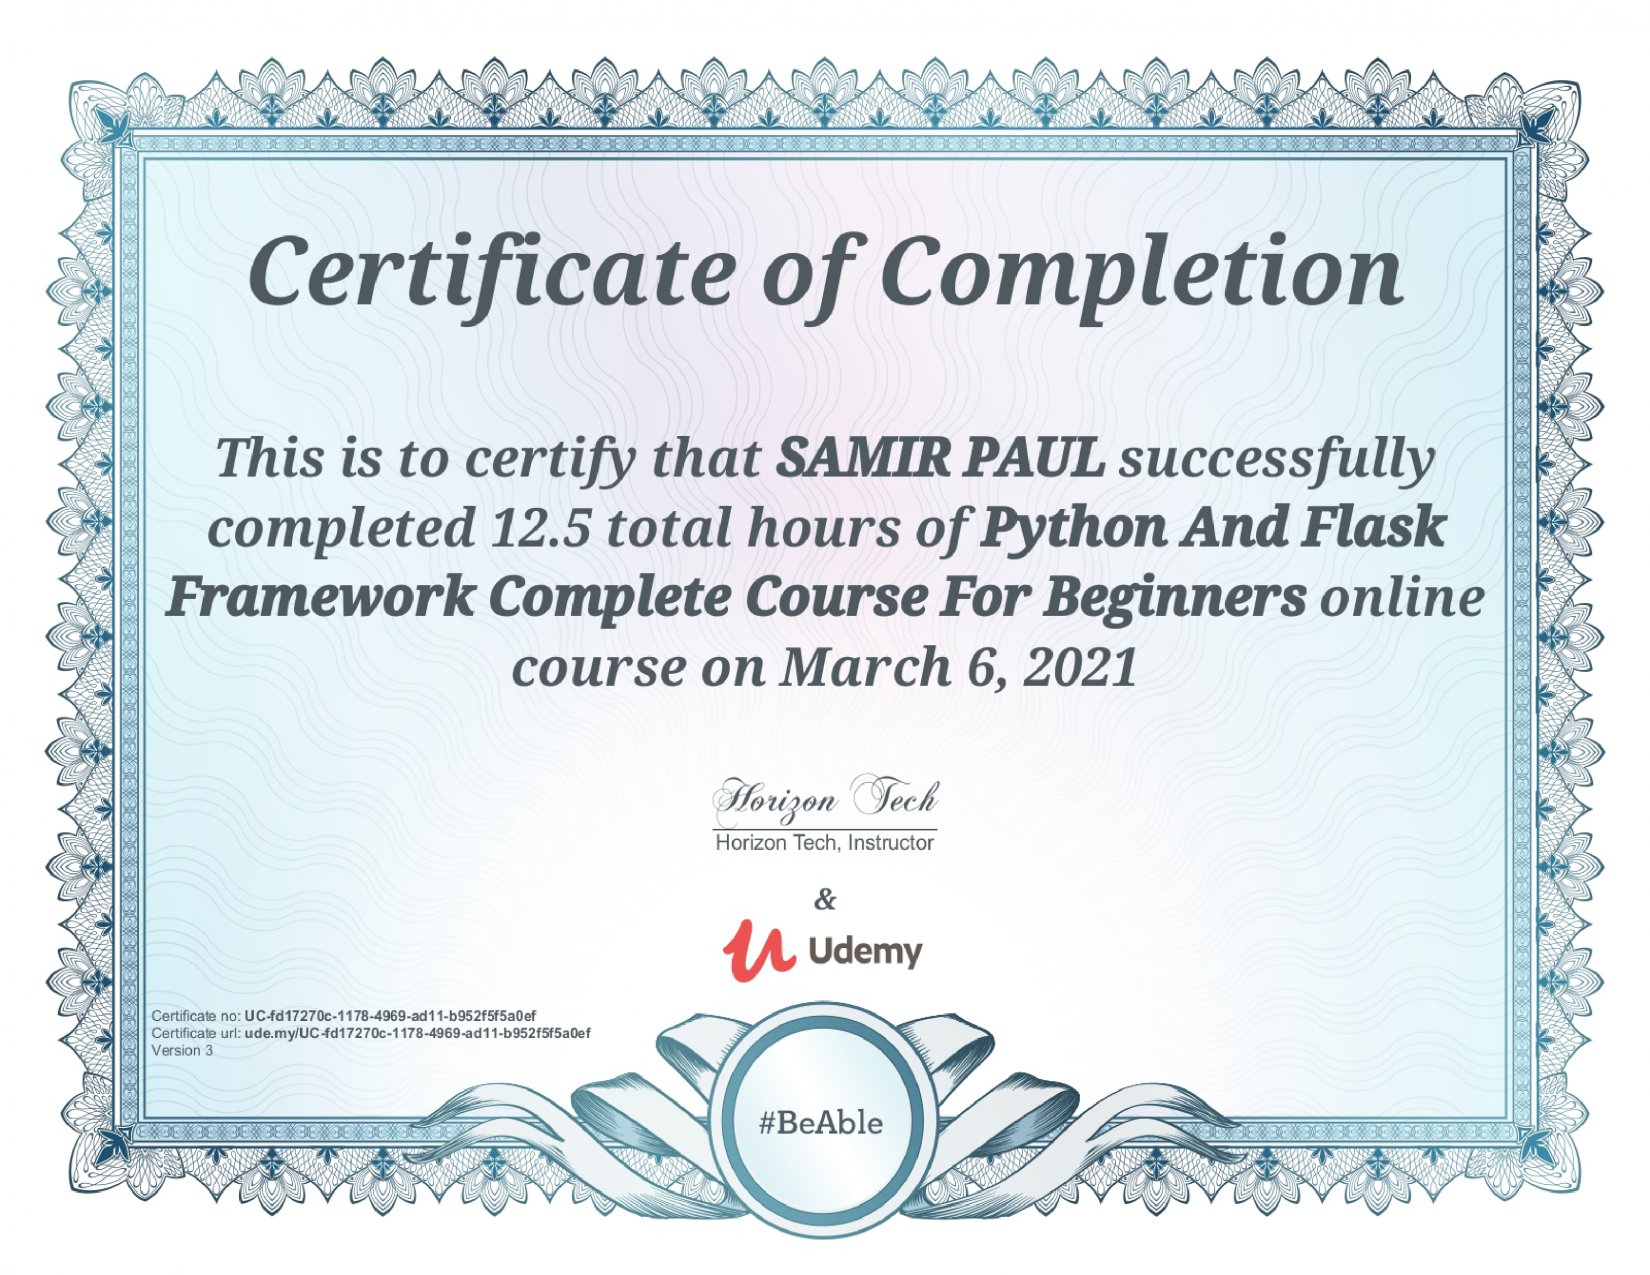 Certificate of Completion
This is to certify that SAMIR PAUL successfully
completed 12.5 total hours of Python And Flask
Framework Complete Course For Beginners online
course on March 6, 2021
Horizon Tech
Horizon Tech, Instructor
&
Udemy
Certificate no: UC-fd17270c-1178-4969-ad11-b952f5f5a0ef
Certificate url: ude.my/UC-fd17270c-1178-4969-ad11-b952f5f5a0ef
Version 3
#BeAble